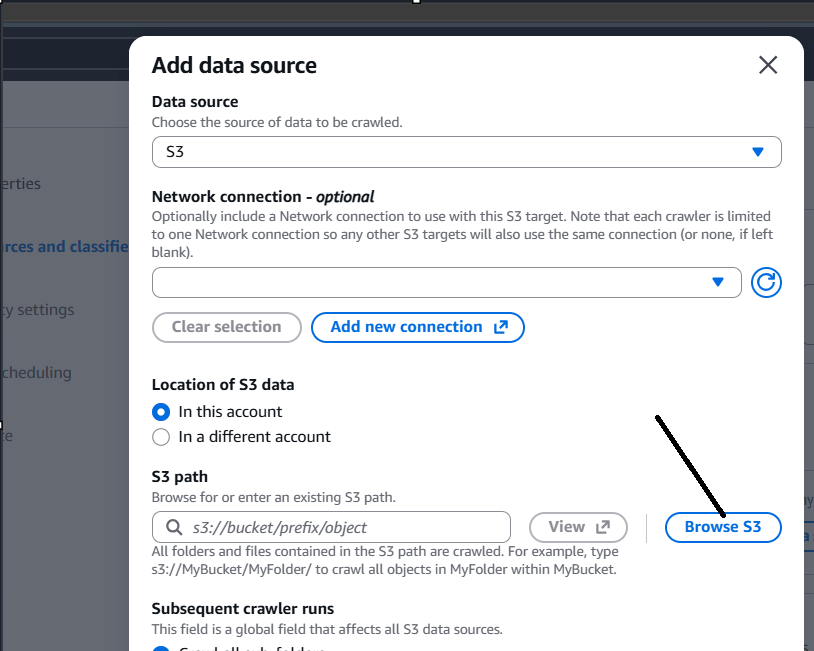 Add data source
Data source
Choose the source of data to be crawled.
S3
erties
Network connection - optional
Optionally include a Network connection to use with this S3 target. Note that each crawler is limited
to one Network connection so any other S3 targets will also use the same connection (or none, if left
blank).
rces and classifie
ty settings
Clear selection
Add new connection
cheduling
Location of S3 data
In this account
In a different account
S3 path
Browse for or enter an existing S3 path.
s3://bucket/prefix/object
View
Browse S3
All folders and files contained in the S3 path are crawled. For example, type
s3://MyBucket/MyFolder/ to crawl all objects in MyFolder within MyBucket.
Subsequent crawler runs
This field is a global field that affects all S3 data sources.
Crawl all sub-folders